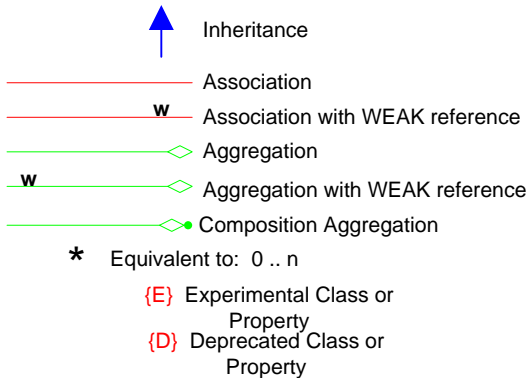 Inheritance
Association
w Association with WEAK reference
Aggregation
w Aggregation with WEAK reference
Composition Aggregation
* Equivalent to: 0 .. n
{E} Experimental Class or
Property
{D} Deprecated Class or
Property